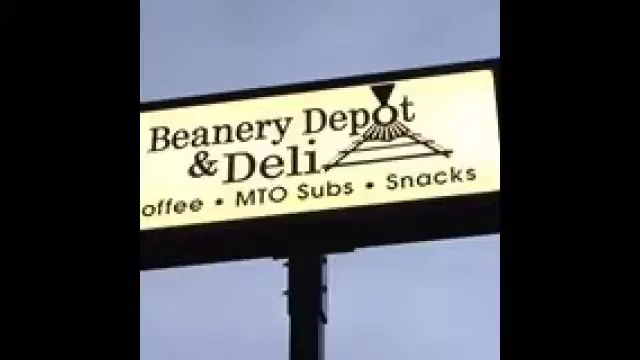 Beanery Depot
& Deli
offee • MTO Subs • Snacks